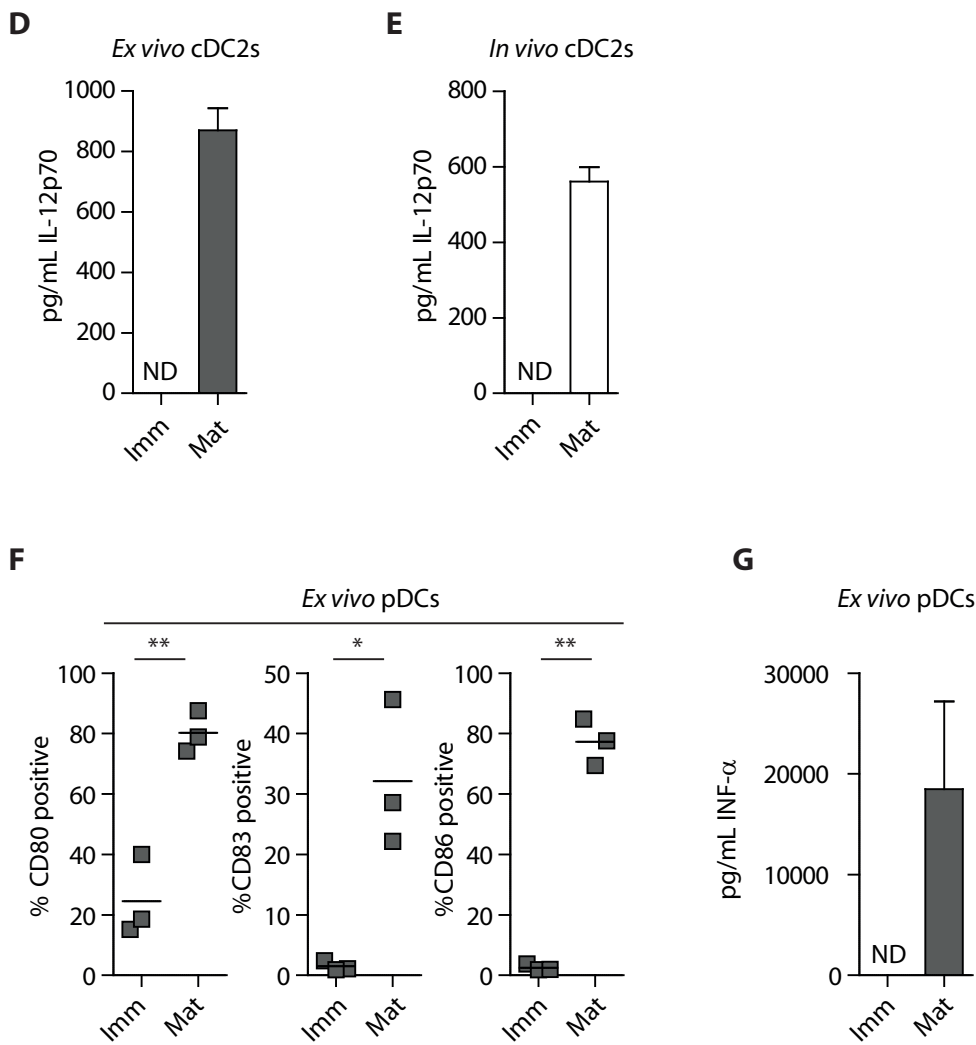 D
Ex vivo cDC2s
pg/mL IL-12p70
1000
800
600
400
200
0
ND
Imm
Mat
E
In vivo cDC2s
pg/mL IL-12p70
800
600
400
200
0
ND
Imm
Mat
F
Ex vivo pDCs
**
% CD80 positive
100
80
60
40
20
0
Imm
Mat
*
%CD83 positive
50
40
30
20
10
0
Imm
Mat
**
%CD86 positive
100
80
60
40
20
0
Imm
Mat
G
Ex vivo pDCs
pg/mL INF-α
30000
20000
10000
0
ND
Imm
Mat